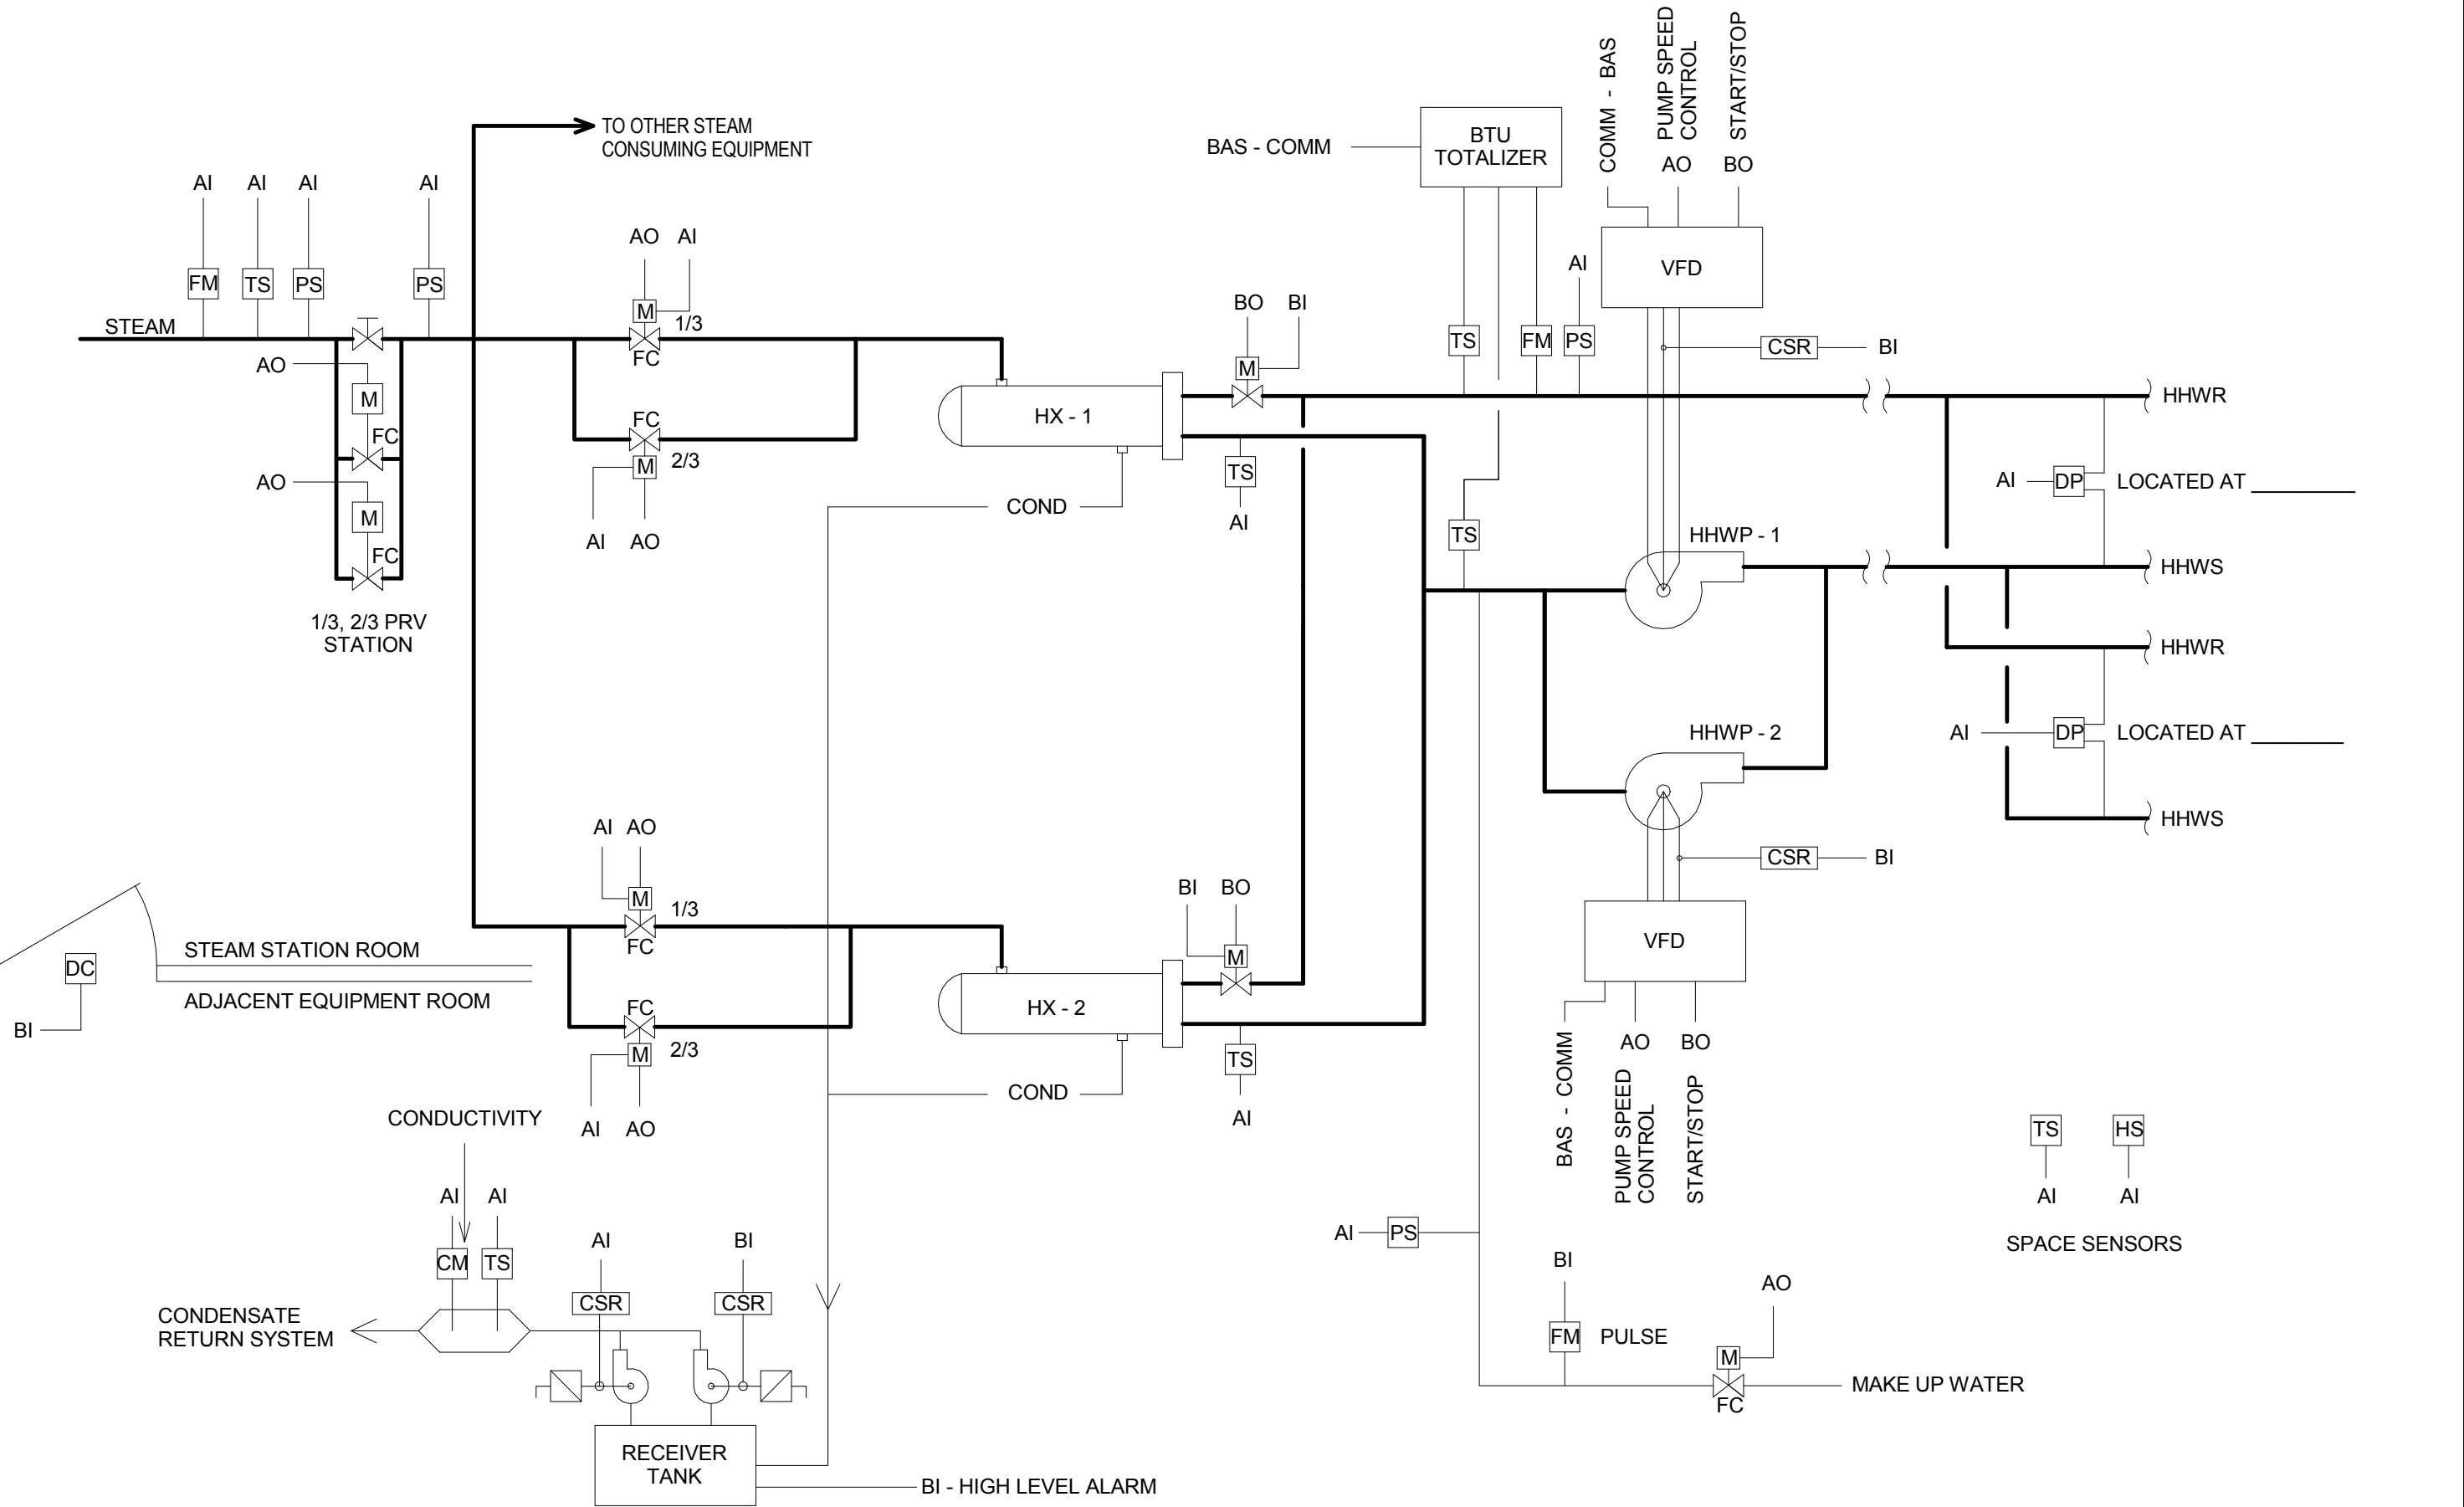 COMM - BAS
PUMP SPEED
CONTROL
START/STOP
TO OTHER STEAM
CONSUMING EQUIPMENT
BAS - COMM
BTU
TOTALIZER
AO
BO
AI
AI
AI
AI
FM
TS
PS
PS
STEAM
AO
AI
M
1/3
FC
BO
BI
M
TS
FM
AI
PS
VFD
CSR
BI
AO
M
FC
AO
M
FC
1/3, 2/3 PRV
STATION
FC
M
2/3
AI
AO
HX - 1
TS
AI
COND
TS
HHWR
AI
DP
LOCATED AT _________
HHWP - 1
HHWS
HHWR
HHWP - 2
AI
DP
LOCATED AT ________
HHWS
CSR
BI
AI
AO
M
1/3
FC
BI
BO
M
VFD
STEAM STATION ROOM
DC
ADJACENT EQUIPMENT ROOM
BI
FC
M
2/3
AI
AO
HX - 2
TS
AI
COND
BAS - COMM
AO
BO
PUMP SPEED
CONTROL
START/STOP
CONDUCTIVITY
TS
HS
AI
AI
SPACE SENSORS
AI
AI
CM
TS
AI
BI
CSR
CSR
AI
PS
BI
FM
PULSE
AO
M
FC
MAKE UP WATER
CONDENSATE
RETURN SYSTEM
RECEIVER
TANK
BI - HIGH LEVEL ALARM